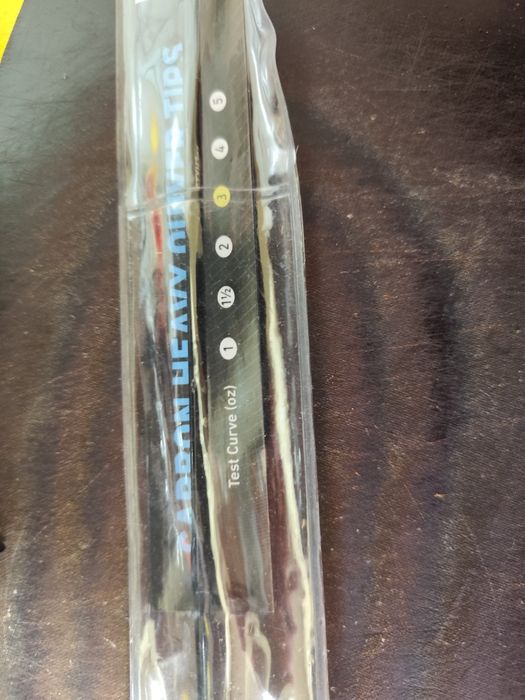 CARBON HEAVY QUIVER TIPS
Test Curve (oz) 1 1½ 2 3 4 5